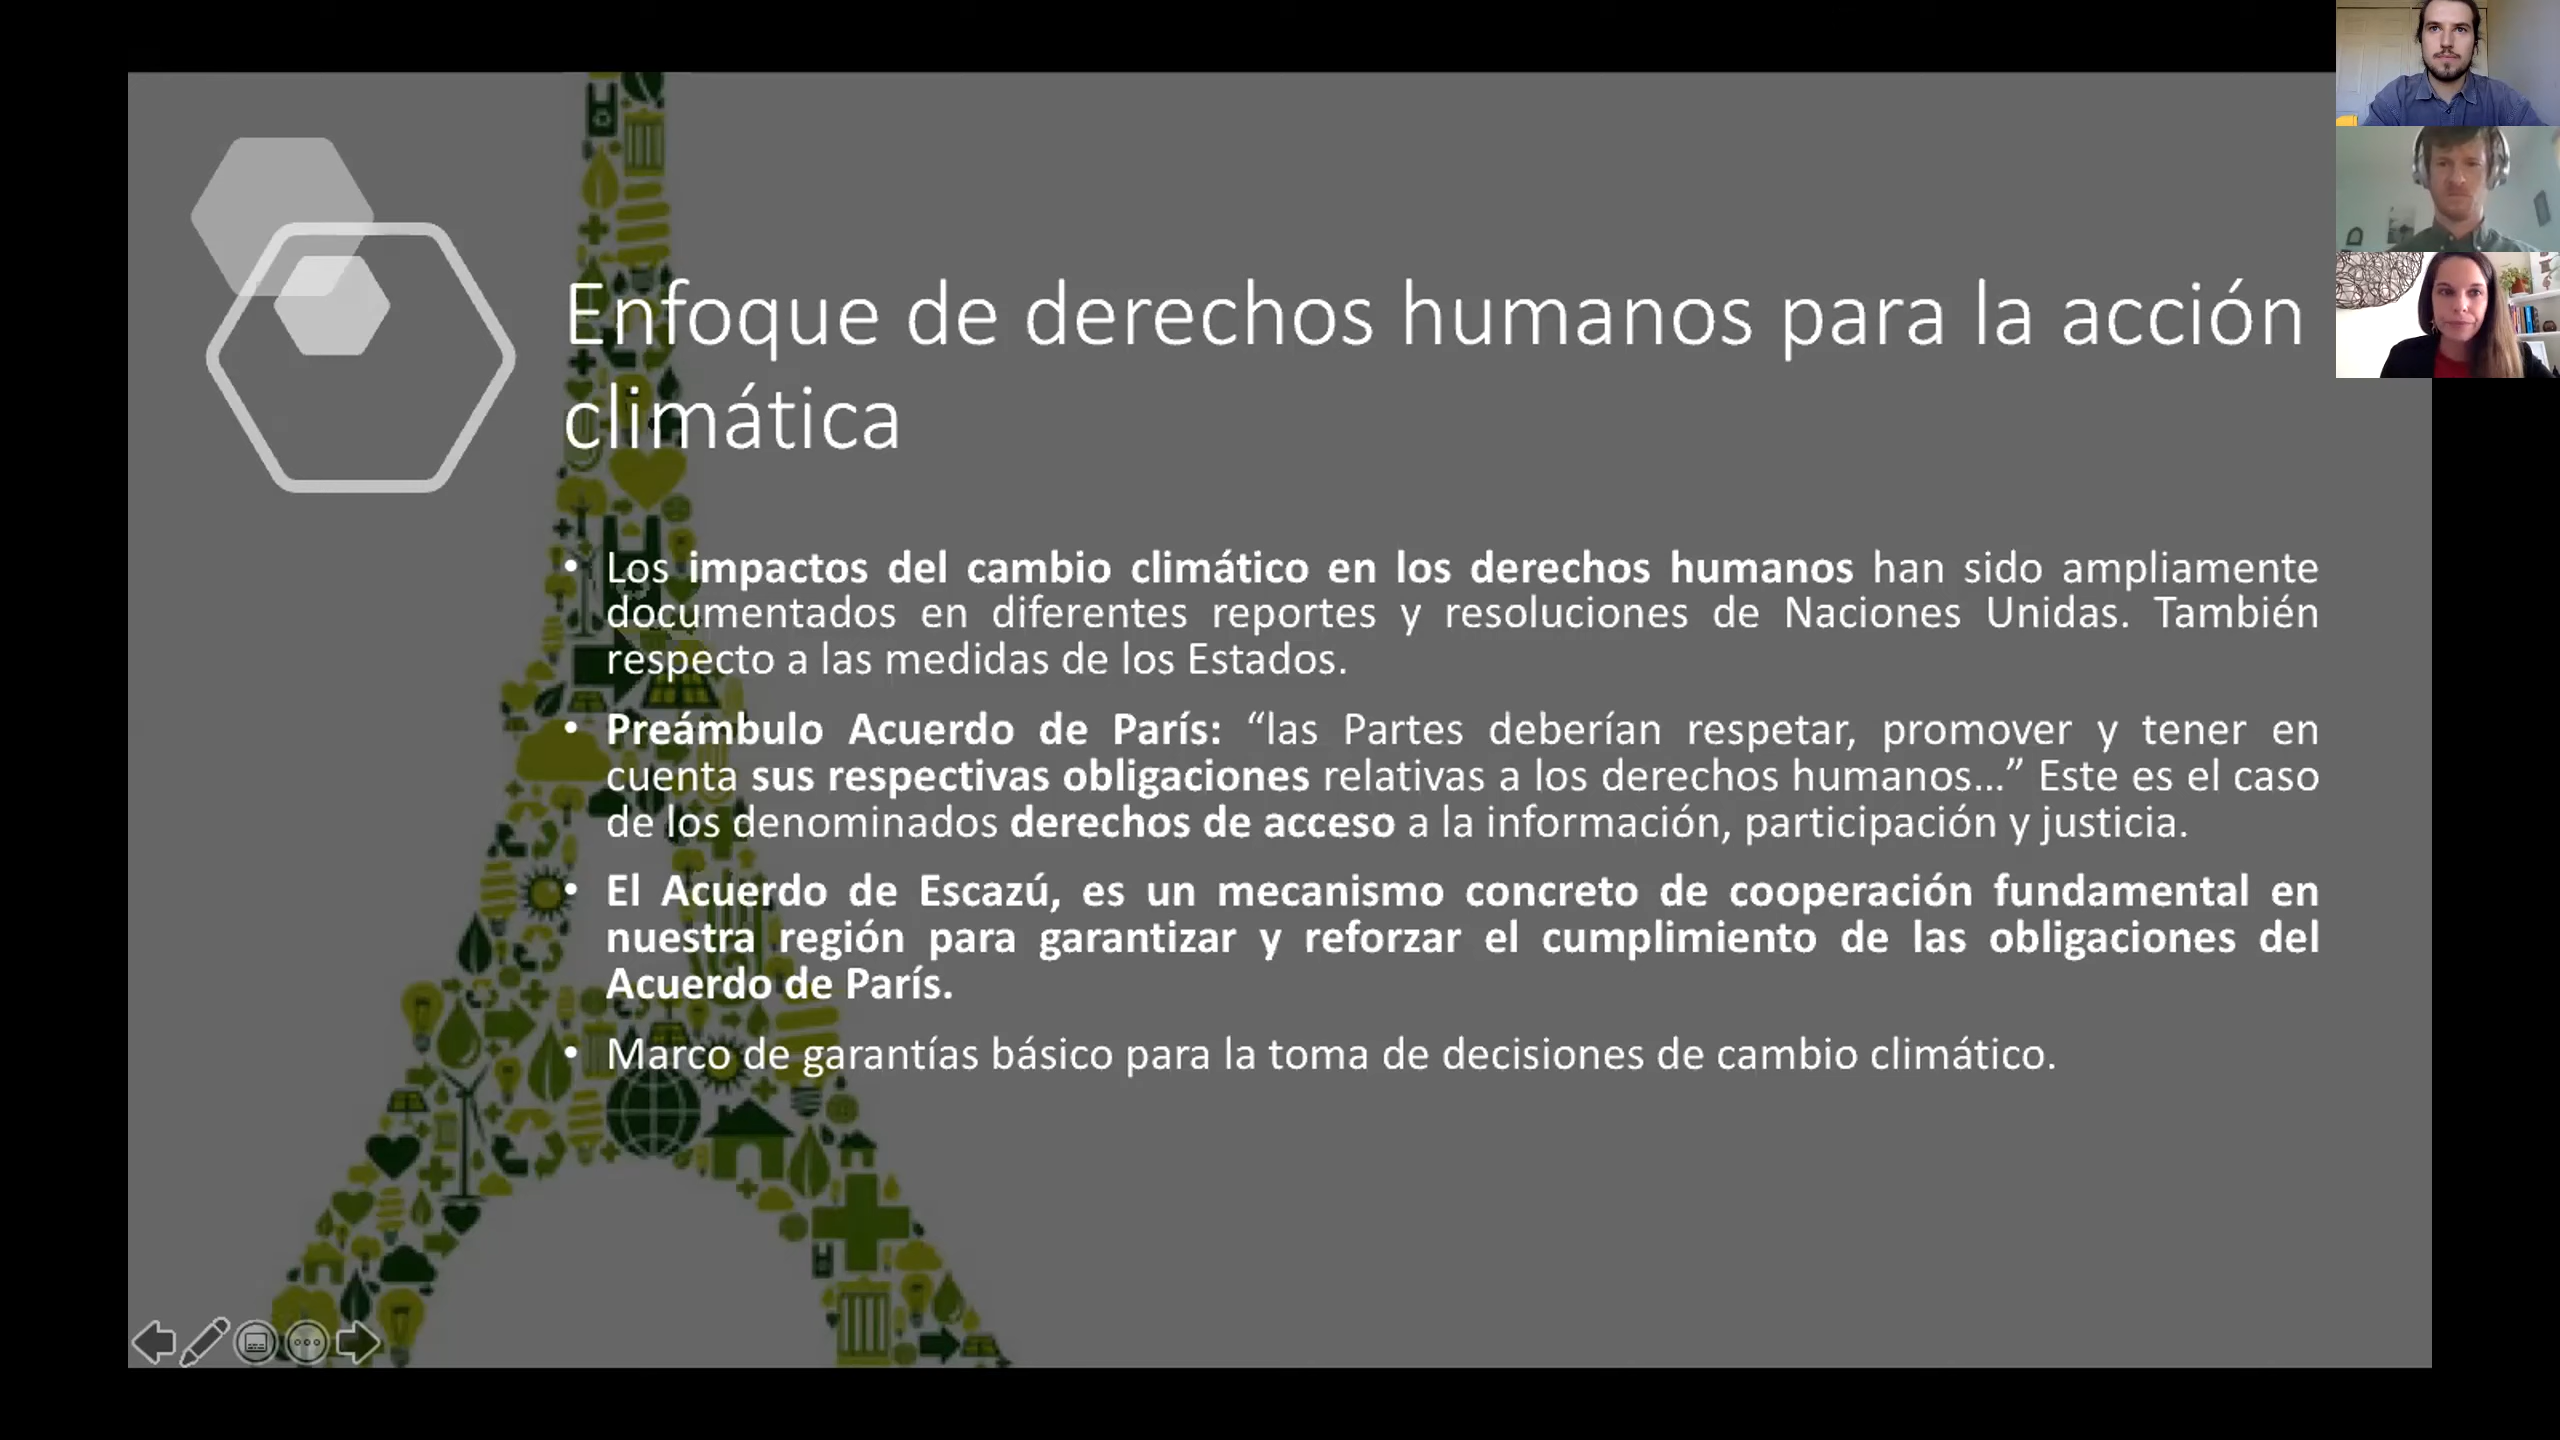 Enfoque de derechos humanos para la acción
climática
• Los impactos del cambio climático en los derechos humanos han sido ampliamente
documentados en diferentes reportes y resoluciones de Naciones Unidas. También
respecto a las medidas de los Estados.
• Preámbulo Acuerdo de París: “las Partes deberían respetar, promover y tener en
cuenta sus respectivas obligaciones relativas a los derechos humanos...” Este es el caso
de los denominados derechos de acceso a la información, participación y justicia.
• El Acuerdo de Escazú, es un mecanismo concreto de cooperación fundamental en
nuestra región para garantizar y reforzar el cumplimiento de las obligaciones del
Acuerdo de París.
• Marco de garantías básico para la toma de decisiones de cambio climático.